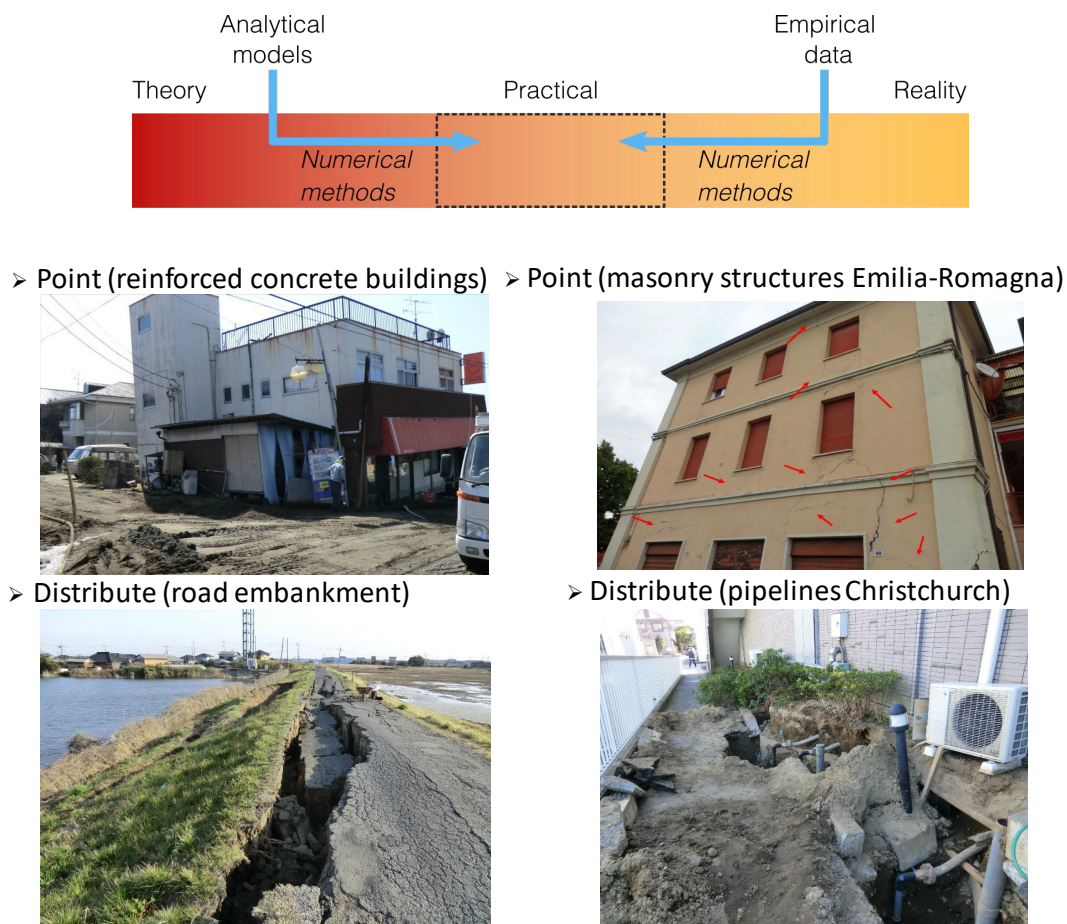 Analytical
models
Empirical
data
Theory
Practical
Reality
Numerical
methods
Numerical
methods
➢ Point (reinforced concrete buildings)
➢ Point (masonry structures Emilia-Romagna)
➢ Distribute (road embankment)
➢ Distribute (pipelines Christchurch)